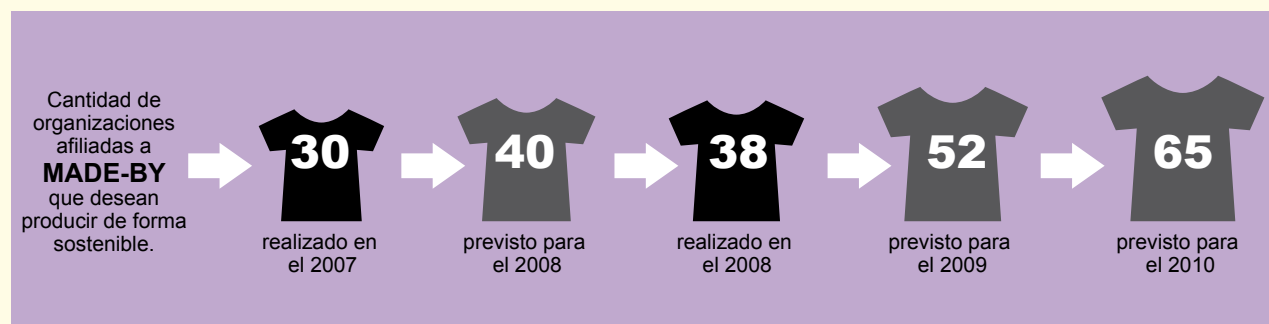 Cantidad de
organizaciones
afiliadas a
MADE-BY
que desean
producir de forma
sostenible.
30
realizado en
el 2007
40
previsto para
el 2008
38
realizado en
el 2008
52
previsto para
el 2009
65
previsto para
el 2010